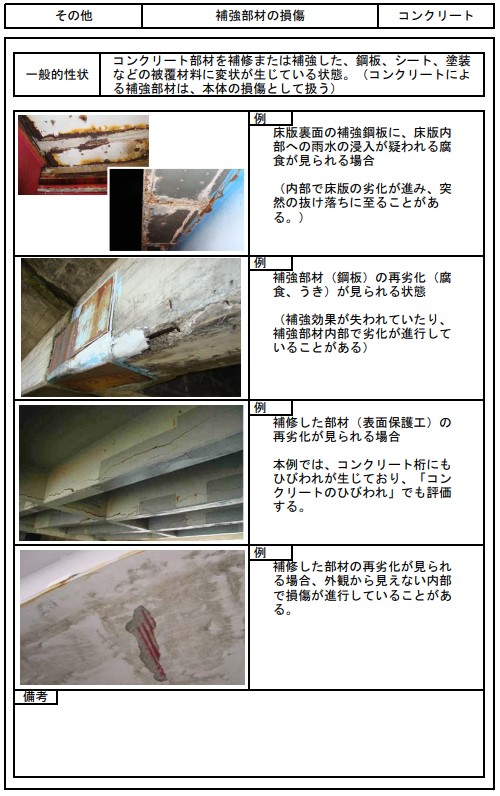 その他
補強部材の損傷
コンクリート
一般的性状
コンクリート部材を補修または補強した、鋼板、シート、塗装
などの被覆材料に変状が生じている状態。（コンクリートによ
る補強部材は、本体の損傷として扱う）
例
床版裏面の補強鋼板に、床版内
部への雨水の浸入が疑われる腐
食が見られる場合
（内部で床版の劣化が進み、突
然の抜け落ちに至ることがあ
る。）
例
補強部材（鋼板）の再劣化（腐
食、うき）が見られる状態
（補強効果が失われていたり、
補強部材内部で劣化が進行して
いることがある）
例
補修した部材（表面保護工）の
再劣化が見られる場合
本例では、コンクリート桁にも
ひびわれが生じており、「コン
クリートのひびわれ」でも評価
する。
例
補修した部材の再劣化が見られ
る場合、外観から見えない内部
で損傷が進行していることがあ
る。
備考